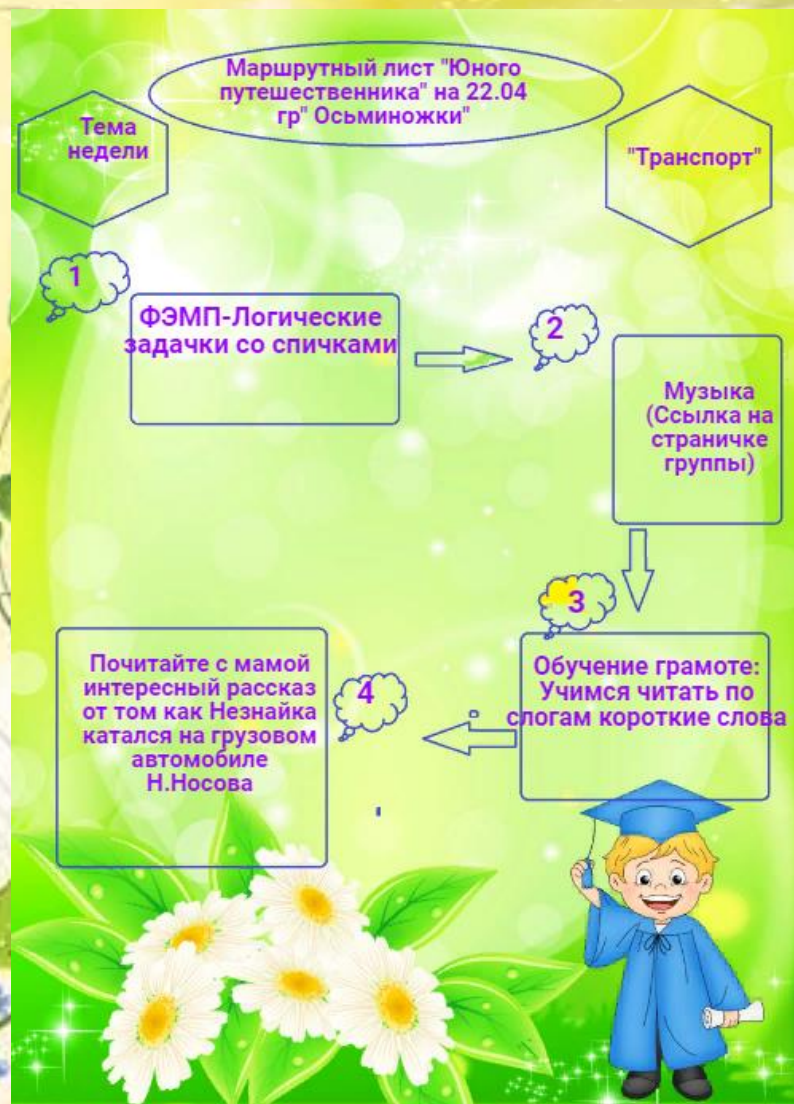 Маршрутный лист "Юного
путешественника" на 22.04
гр" Осьминожки"
Тема
недели
"Транспорт"
1
ФЭМП-Логические
задачки со спичками
2
Музыка
(Ссылка на
страничке
группы)
3
Обучение грамоте:
Учимся читать по
слогам короткие слова
4
Почитайте с мамой
интересный рассказ
от том как Незнайка
катался на грузовом
автомобиле
Н.Носова